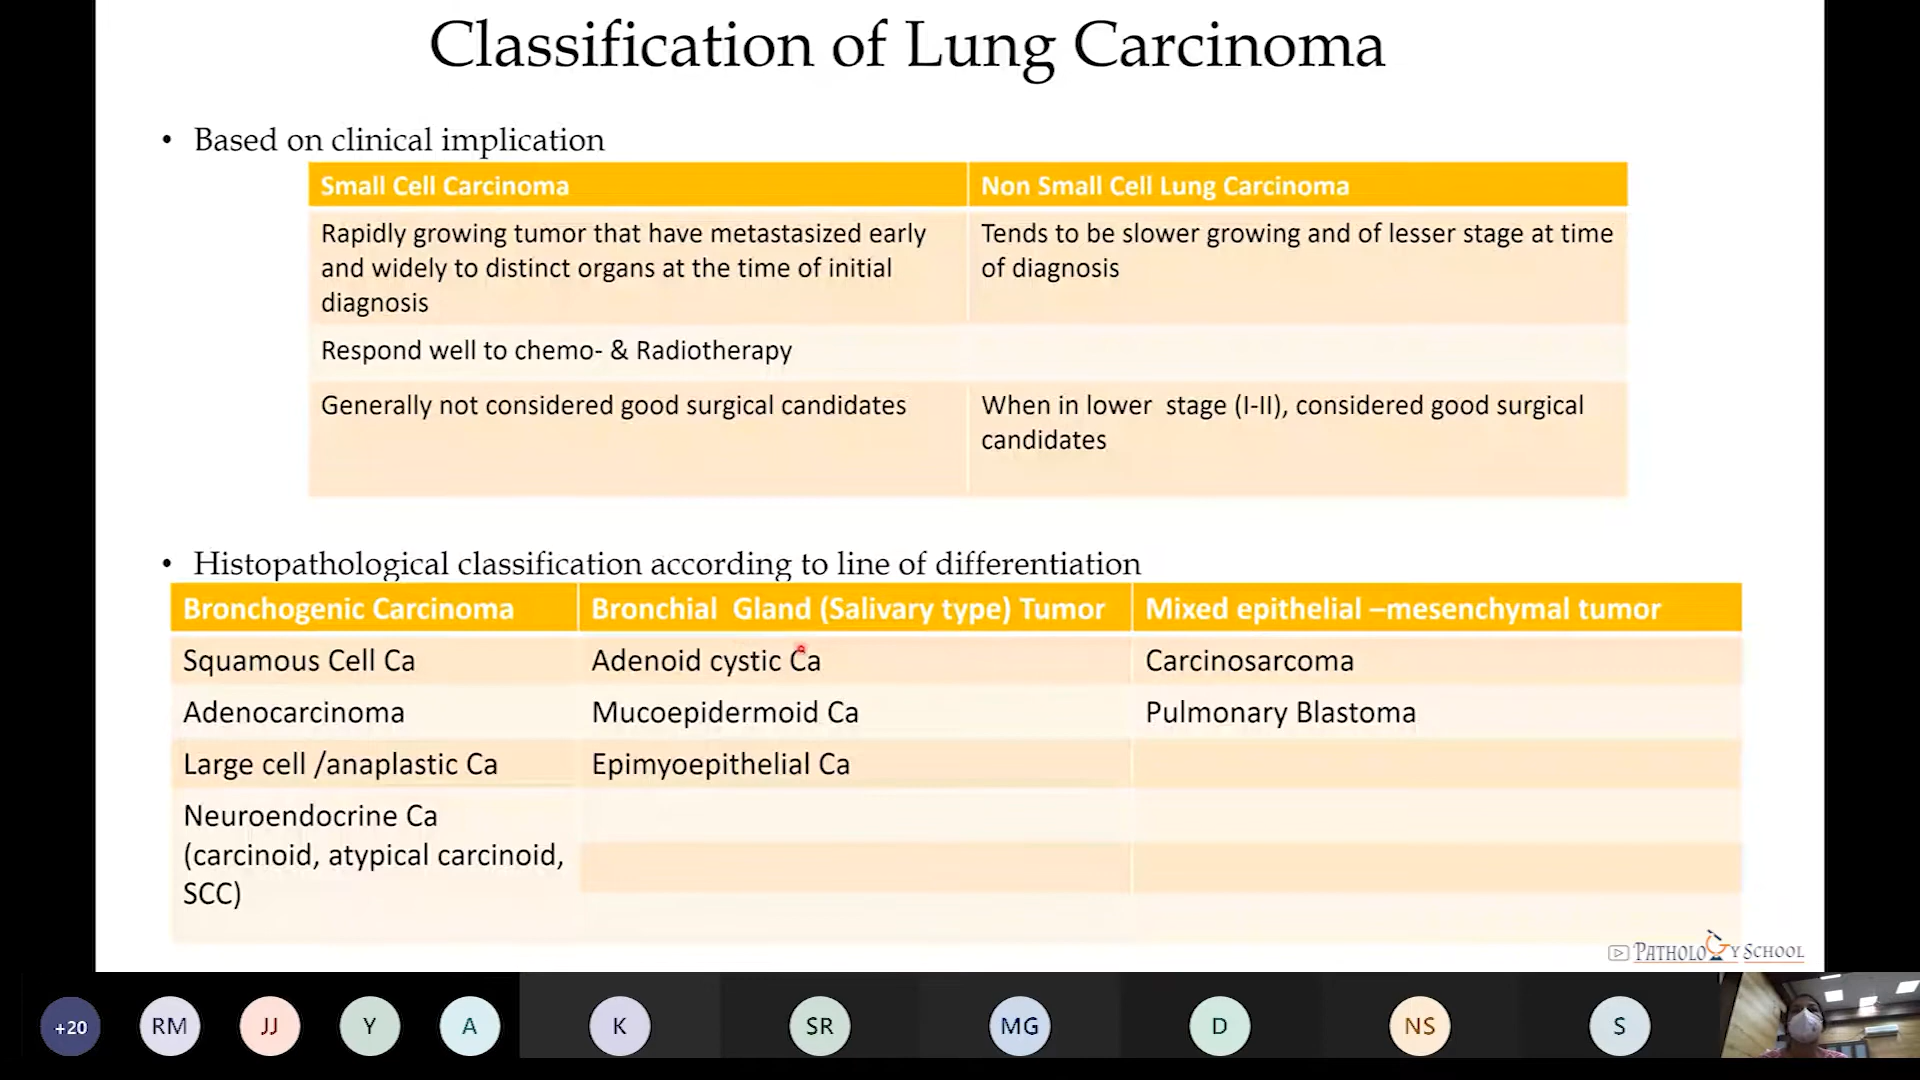 Classification of Lung Carcinoma
• Based on clinical implication
Small Cell Carcinoma
Non Small Cell Lung Carcinoma
Rapidly growing tumor that have metastasized early
and widely to distinct organs at the time of initial
diagnosis
Tends to be slower growing and of lesser stage at time
of diagnosis
Respond well to chemo- & Radiotherapy
Generally not considered good surgical candidates
When in lower stage (I-II), considered good surgical
candidates
• Histopathological classification according to line of differentiation
Bronchogenic Carcinoma
Bronchial Gland (Salivary type) Tumor
Mixed epithelial –mesenchymal tumor
Squamous Cell Ca
Adenoid cystic Ca
Carcinosarcoma
Adenocarcinoma
Mucoepidermoid Ca
Pulmonary Blastoma
Large cell /anaplastic Ca
Epimyoepithelial Ca
Neuroendocrine Ca
(carcinoid, atypical carcinoid,
SCC)
PATHOLOGY SCHOOL
+20
RM
JJ
Y
A
K
SR
MG
D
NS
S